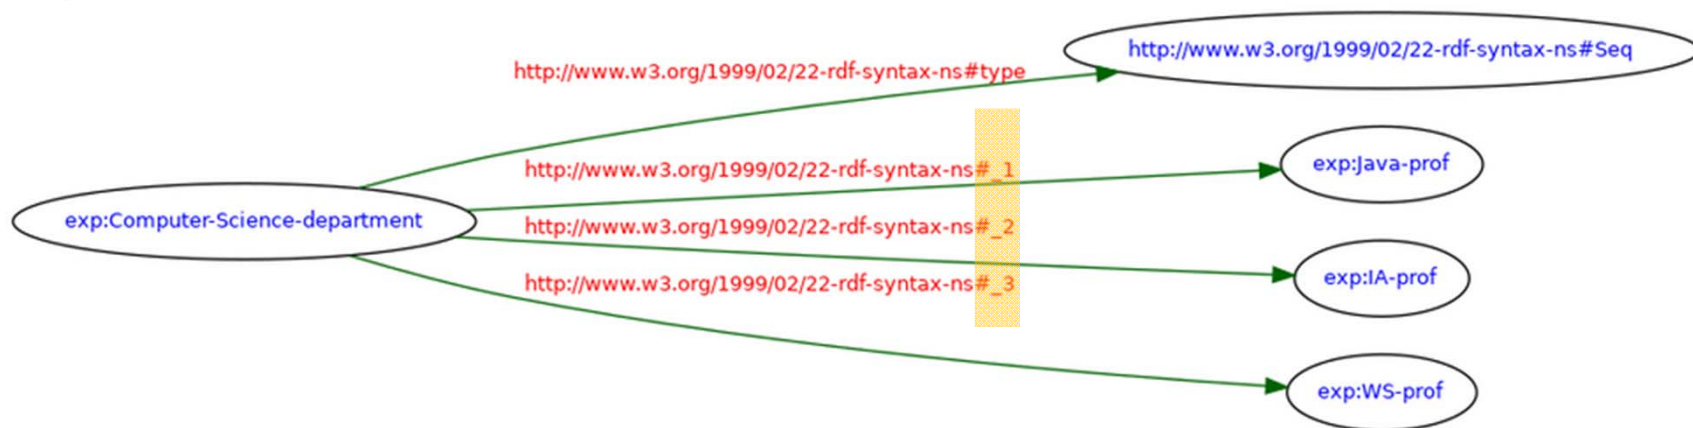 http://www.w3.org/1999/02/22-rdf-syntax-ns#Seq
http://www.w3.org/1999/02/22-rdf-syntax-ns#type
exp:Java-prof
http://www.w3.org/1999/02/22-rdf-syntax-ns#_1
exp:Computer-Science-department
http://www.w3.org/1999/02/22-rdf-syntax-ns#_2
exp:IA-prof
http://www.w3.org/1999/02/22-rdf-syntax-ns#_3
exp:WS-prof